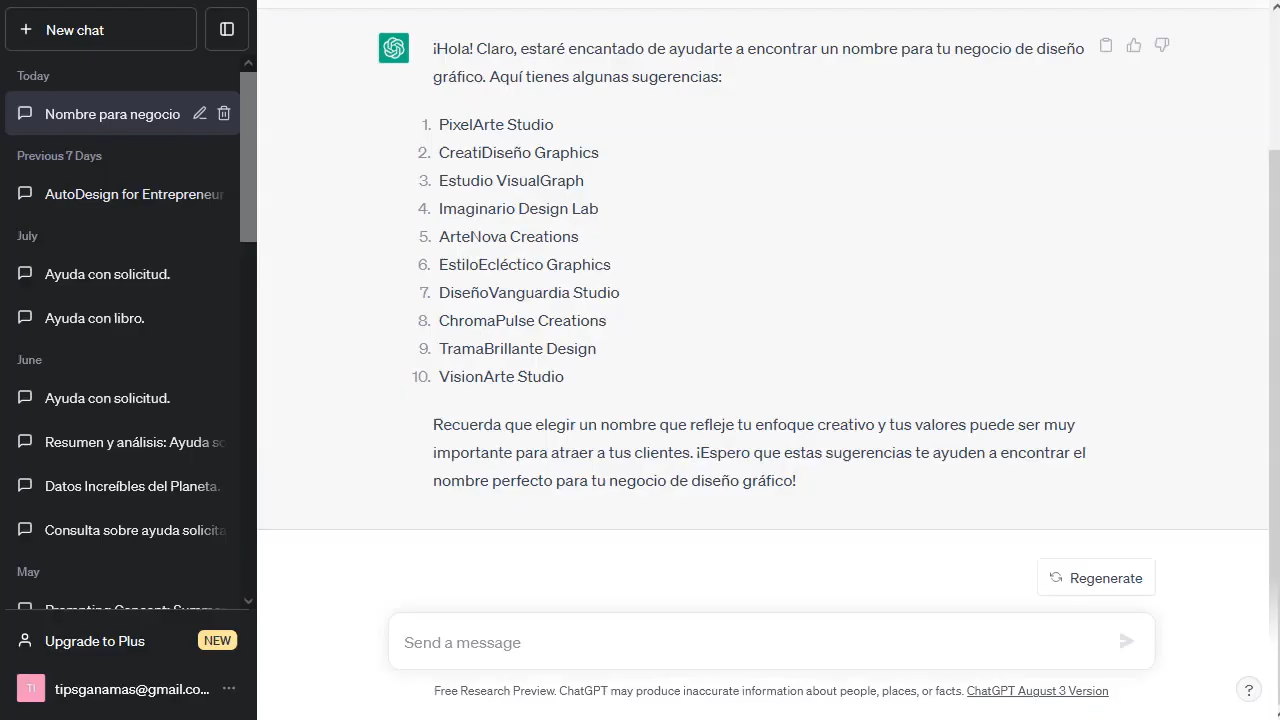 New chat
Today
Nombre para negocio
Previous 7 Days
AutoDesign for Entrepreneur
July
Ayuda con solicitud.
Ayuda con libro.
June
Ayuda con solicitud.
Resumen y análisis: Ayuda so
Datos Increíbles del Planeta.
Consulta sobre ayuda solicita
May
Prompting Concept: Summa
Upgrade to Plus NEW
TI tipsganamas@gmail.co...
¡Hola! Claro, estaré encantado de ayudarte a encontrar un nombre para tu negocio de diseño
gráfico. Aquí tienes algunas sugerencias:
1. PixelArte Studio
2. CreatiDiseño Graphics
3. Estudio VisualGraph
4. Imaginario Design Lab
5. ArteNova Creations
6. EstiloEcléctico Graphics
7. DiseñoVanguardia Studio
8. ChromaPulse Creations
9. TramaBrillante Design
10. VisionArte Studio
Recuerda que elegir un nombre que refleje tu enfoque creativo y tus valores puede ser muy
importante para atraer a tus clientes. ¡Espero que estas sugerencias te ayuden a encontrar el
nombre perfecto para tu negocio de diseño gráfico!
Regenerate
Send a message
Free Research Preview. ChatGPT may produce inaccurate information about people, places, or facts. ChatGPT August 3 Version
?